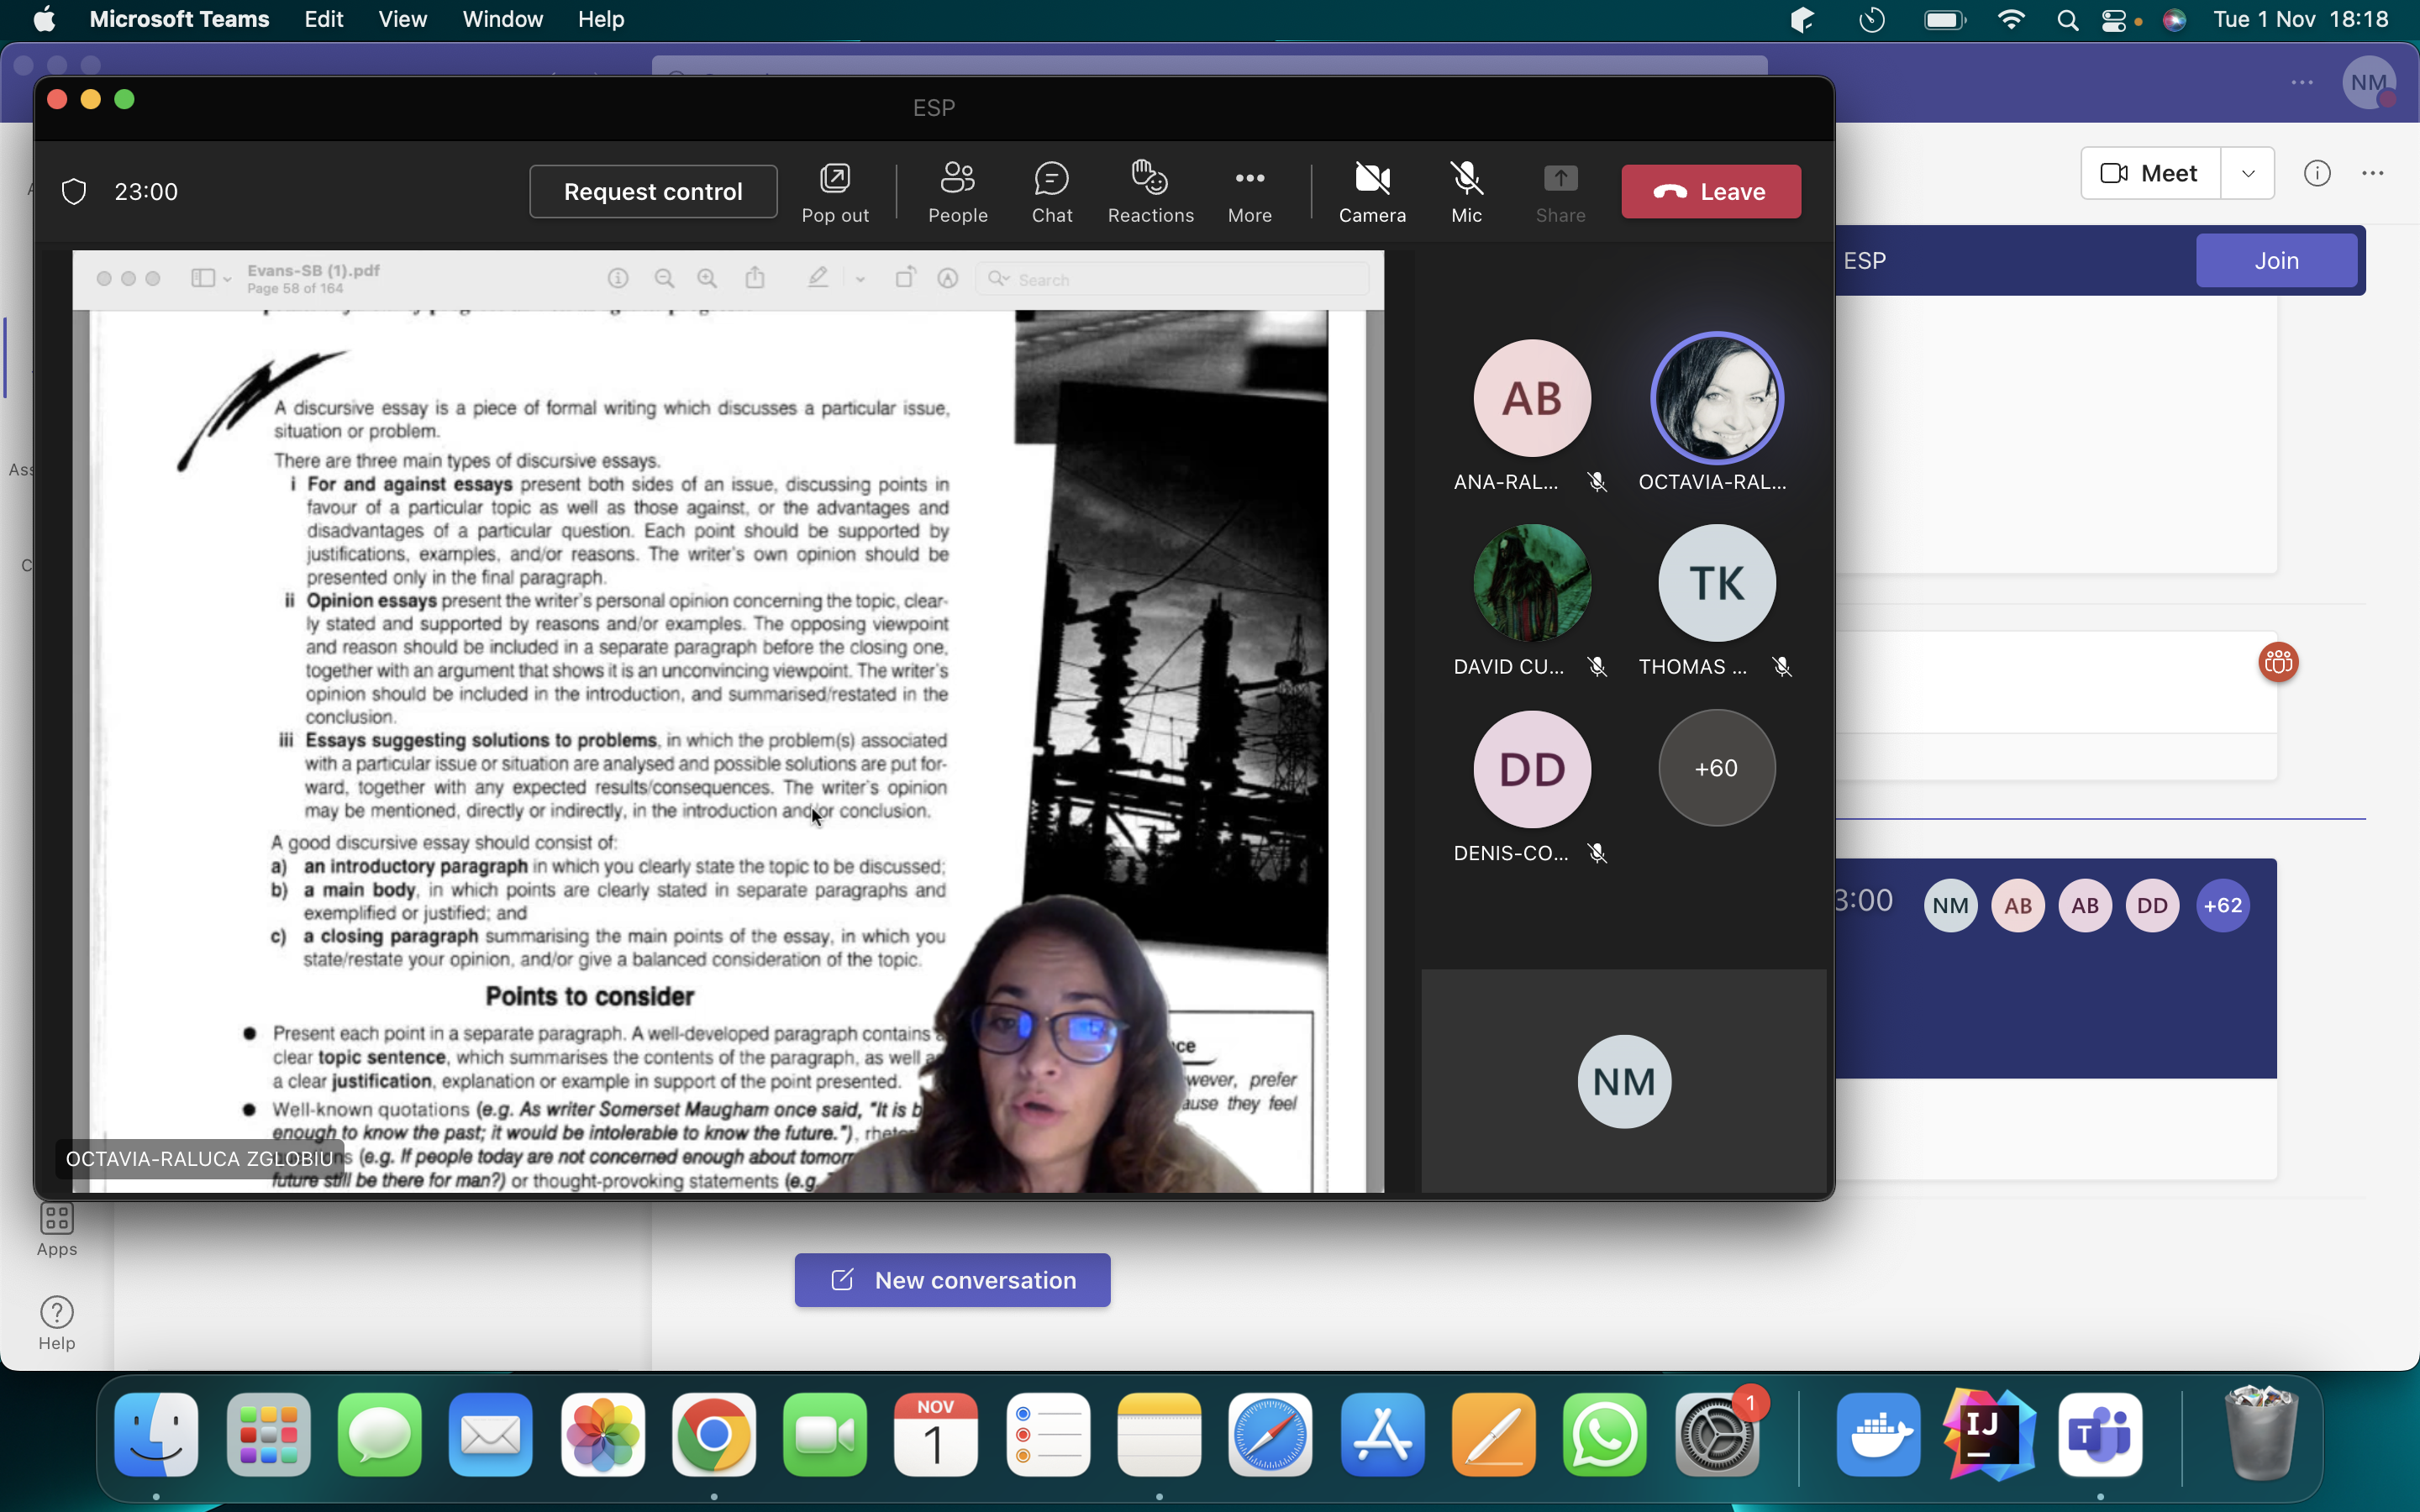 Microsoft Teams Edit View Window Help
Tue 1 Nov 18:18
ESP
NM
23:00
Request control
Pop out
People
Chat
Reactions
More
Camera
Mic
Share
Leave
Meet
ESP
Join
Evans-SB (1).pdf
Page 58 of 164
Search
A discursive essay is a piece of formal writing which discusses a particular issue,
situation or problem.
There are three main types of discursive essays.
i For and against essays present both sides of an issue, discussing points in
favour of a particular topic as well as those against, or the advantages and
disadvantages of a particular question. Each point should be supported by
justifications, examples, and/or reasons. The writer's own opinion should be
presented only in the final paragraph.
ii Opinion essays present the writer's personal opinion concerning the topic, clear-
ly stated and supported by reasons and/or examples. The opposing viewpoint
and reason should be included in a separate paragraph before the closing one,
together with an argument that shows it is an unconvincing viewpoint. The writer's
opinion should be included in the introduction, and summarised/restated in the
conclusion.
iii Essays suggesting solutions to problems, in which the problem(s) associated
with a particular issue or situation are analysed and possible solutions are put for-
ward, together with any expected results/consequences. The writer's opinion
may be mentioned, directly or indirectly, in the introduction and/or conclusion.
A good discursive essay should consist of:
a) an introductory paragraph in which you clearly state the topic to be discussed;
b) a main body, in which points are clearly stated in separate paragraphs and
exemplified or justified; and
c) a closing paragraph summarising the main points of the essay, in which you
state/restate your opinion, and/or give a balanced consideration of the topic.
Points to consider
● Present each point in a separate paragraph. A well-developed paragraph contains
clear topic sentence, which summarises the contents of the paragraph, as well
a clear justification, explanation or example in support of the point presented.
● Well-known quotations (e.g. As writer Somerset Maugham once said, "It is b
enough to know the past; it would be intolerable to know the future."),
(e.g. If people today are not concerned enough about
future still be there for man?) or thought-provoking statements (e.g.
ce
wever, prefer
ause they feel
OCTAVIA-RALUCA ZGLOBIU
AB
ANA-RAL...
OCTAVIA-RAL...
DAVID CU...
TK
THOMAS ...
DD
DENIS-CO...
+60
NM
3:00
NM
AB
AB
DD
+62
Ass
C
Apps
Help
New conversation
NOV
1
1
IJ
T